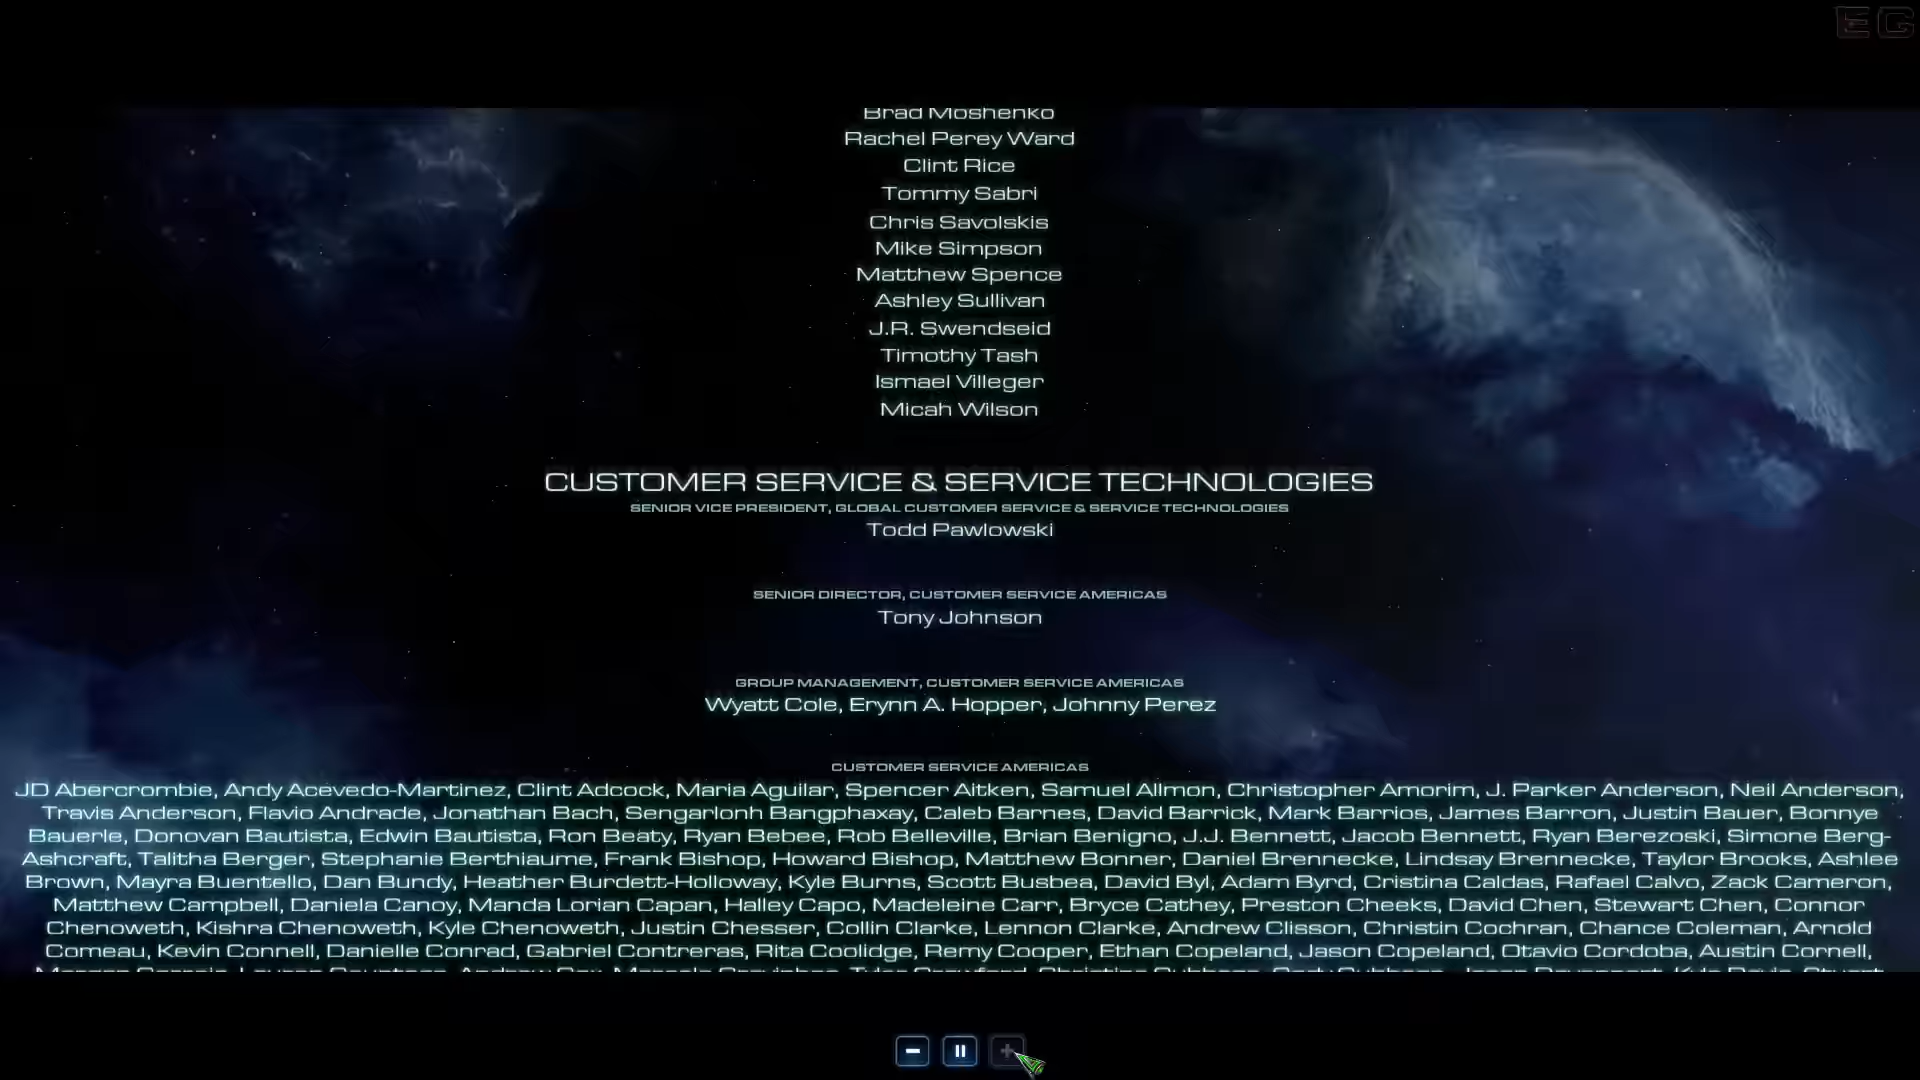 EG
Brad Moshenko
Rachel Perey Ward
Clint Rice
Tommy Sabri
Chris Savolskis
Mike Simpson
Matthew Spence
Ashley Sullivan
J.R. Swendseid
Timothy Tash
Ismael Villeger
Micah Wilson
CUSTOMER SERVICE & SERVICE TECHNOLOGIES
SENIOR VICE PRESIDENT, GLOBAL CUSTOMER SERVICE & SERVICE TECHNOLOGIES
Todd Pawlowski
SENIOR DIRECTOR, CUSTOMER SERVICE AMERICAS
Tony Johnson
GROUP MANAGEMENT, CUSTOMER SERVICE AMERICAS
Wyatt Cole, Erynn A. Hopper, Johnny Perez
CUSTOMER SERVICE AMERICAS
JD Abercrombie, Andy Acevedo-Martinez, Clint Adcock, Maria Aguilar, Spencer Aitken, Samuel Allmon, Christopher Amorim, J. Parker Anderson, Neil Anderson,
Travis Anderson, Flavio Andrade, Jonathan Bach, Sengarlonh Bangphaxay, Caleb Barnes, David Barrick, Mark Barrios, James Barron, Justin Bauer, Bonnye
Bauerle, Donovan Bautista, Edwin Bautista, Ron Beaty, Ryan Bebee, Rob Belleville, Brian Benigno, J.J. Bennett, Jacob Bennett, Ryan Berezoski, Simone Berg-
Ashcraft, Talitha Berger, Stephanie Berthiaume, Frank Bishop, Howard Bishop, Matthew Bonner, Daniel Brennecke, Lindsay Brennecke, Taylor Brooks, Ashlee
Brown, Mayra Buentello, Dan Bundy, Heather Burdett-Holloway, Kyle Burns, Scott Busbea, David Byl, Adam Byrd, Cristina Caldas, Rafael Calvo, Zack Cameron,
Matthew Campbell, Daniela Canoy, Manda Lorian Capan, Halley Capo, Madeleine Carr, Bryce Cathey, Preston Cheeks, David Chen, Stewart Chen, Connor
Chenoweth, Kishra Chenoweth, Kyle Chenoweth, Justin Chesser, Collin Clarke, Lennon Clarke, Andrew Clisson, Christin Cochran, Chance Coleman, Arnold
Comeau, Kevin Connell, Danielle Conrad, Gabriel Contreras, Rita Coolidge, Remy Cooper, Ethan Copeland, Jason Copeland, Otavio Cordoba, Austin Cornell,